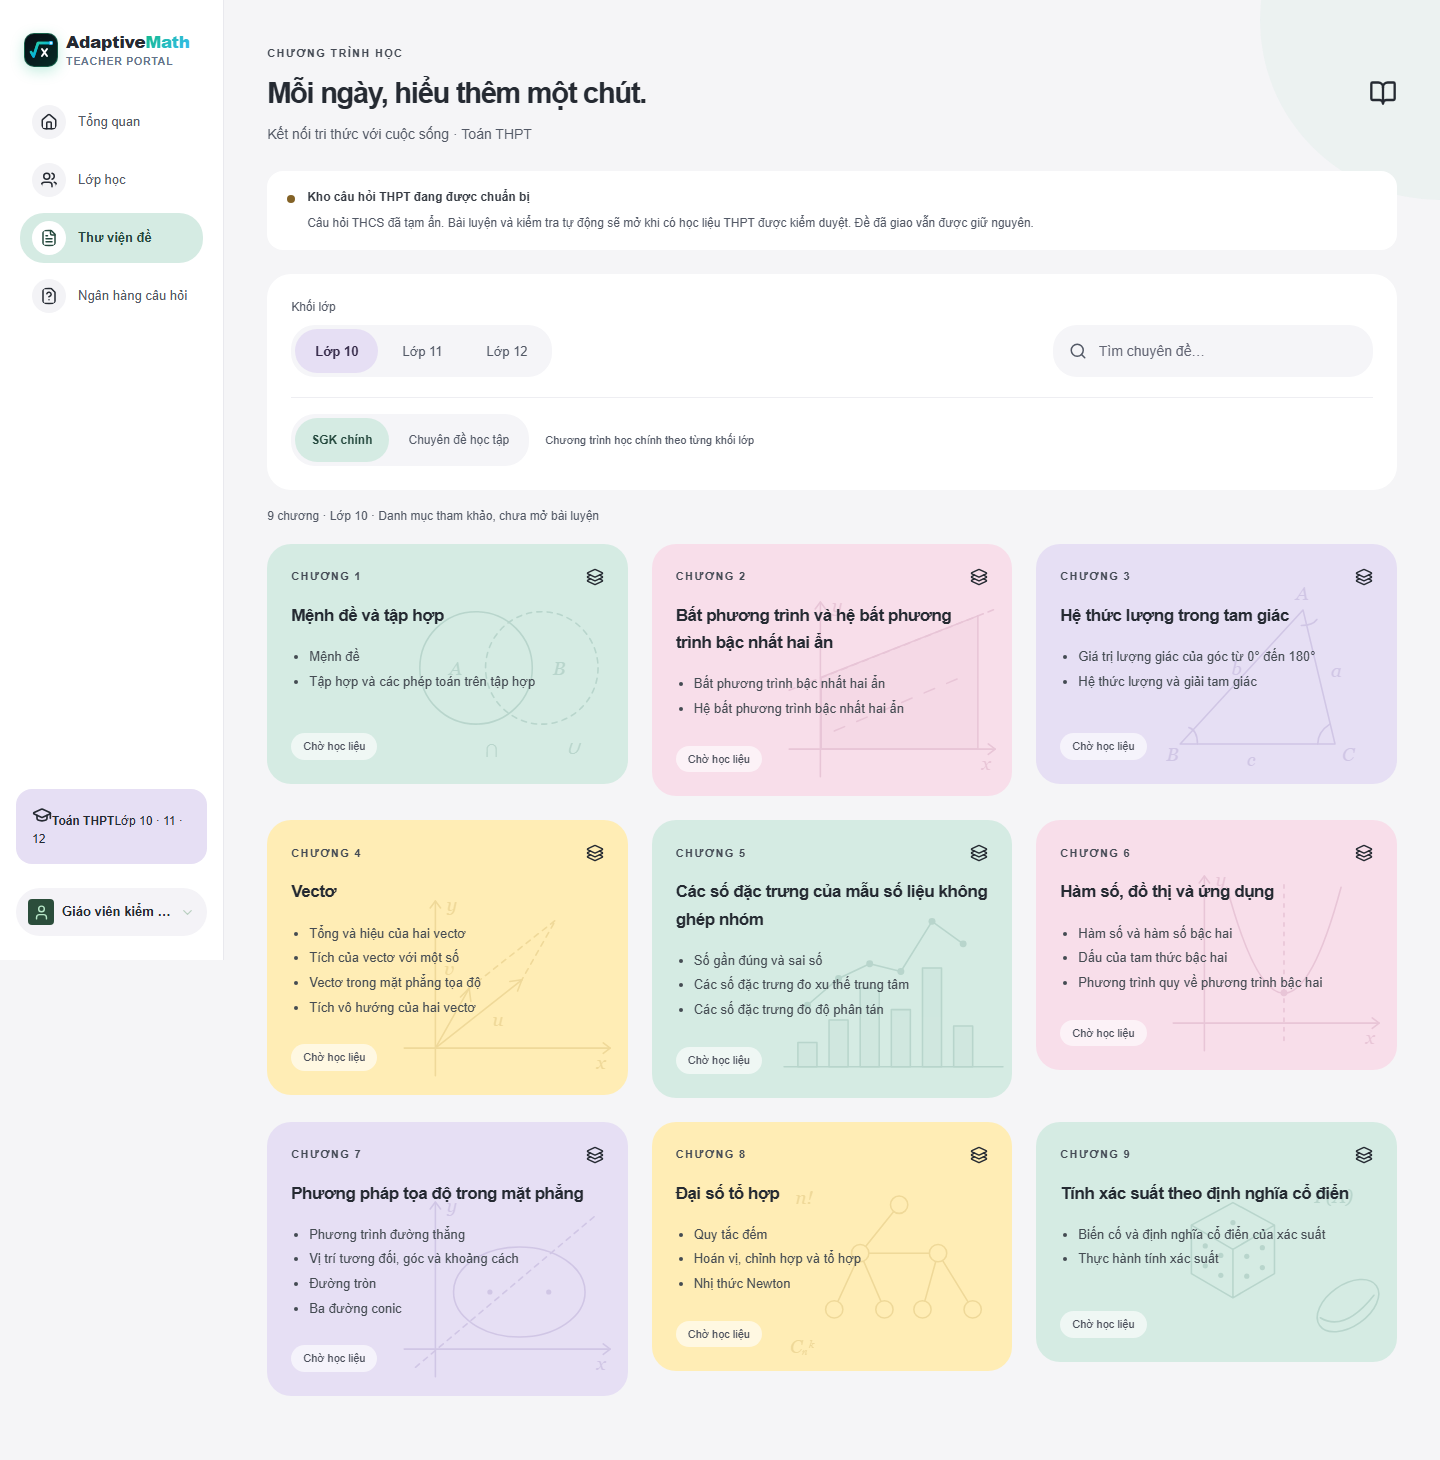 AdaptiveMath
TEACHER PORTAL
Tổng quan
Lớp học
Thư viện đề
Ngân hàng câu hỏi
Toán THPTLớp 10 · 11 ·
12
Giáo viên kiểm ...
CHƯƠNG TRÌNH HỌC
Mỗi ngày, hiểu thêm một chút.
Kết nối tri thức với cuộc sống · Toán THPT
Kho câu hỏi THPT đang được chuẩn bị
Câu hỏi THCS đã tạm ẩn. Bài luyện và kiểm tra tự động sẽ mở khi có học liệu THPT được kiểm duyệt. Đề đã giao vẫn được giữ nguyên.
Khối lớp
Lớp 10 Lớp 11 Lớp 12
Tìm chuyên đề...
SGK chính Chuyên đề học tập Chương trình học chính theo từng khối lớp
9 chương · Lớp 10 · Danh mục tham khảo, chưa mở bài luyện
CHƯƠNG 1
Mệnh đề và tập hợp
• Mệnh đề
• Tập hợp và các phép toán trên tập hợp
Chờ học liệu
A B
∩ ∪
CHƯƠNG 2
Bất phương trình và hệ bất phương
trình bậc nhất hai ẩn
• Bất phương trình bậc nhất hai ẩn
• Hệ bất phương trình bậc nhất hai ẩn
Chờ học liệu
y
x
CHƯƠNG 3
Hệ thức lượng trong tam giác
• Giá trị lượng giác của góc từ 0° đến 180°
• Hệ thức lượng và giải tam giác
Chờ học liệu
A
b a
B c C
CHƯƠNG 4
Vectơ
• Tổng và hiệu của hai vectơ
• Tích của vectơ với một số
• Vectơ trong mặt phẳng tọa độ
• Tích vô hướng của hai vectơ
Chờ học liệu
y
v
u
x
CHƯƠNG 5
Các số đặc trưng của mẫu số liệu không
ghép nhóm
• Số gần đúng và sai số
• Các số đặc trưng đo xu thế trung tâm
• Các số đặc trưng đo độ phân tán
Chờ học liệu
CHƯƠNG 6
Hàm số, đồ thị và ứng dụng
• Hàm số và hàm số bậc hai
• Dấu của tam thức bậc hai
• Phương trình quy về phương trình bậc hai
Chờ học liệu
y
x
CHƯƠNG 7
Phương pháp tọa độ trong mặt phẳng
• Phương trình đường thẳng
• Vị trí tương đối, góc và khoảng cách
• Đường tròn
• Ba đường conic
Chờ học liệu
y
x
CHƯƠNG 8
Đại số tổ hợp
• Quy tắc đếm
• Hoán vị, chỉnh hợp và tổ hợp
• Nhị thức Newton
Chờ học liệu
n!
Cₙᵏ
CHƯƠNG 9
Tính xác suất theo định nghĩa cổ điển
• Biến cố và định nghĩa cổ điển của xác suất
• Thực hành tính xác suất
Chờ học liệu